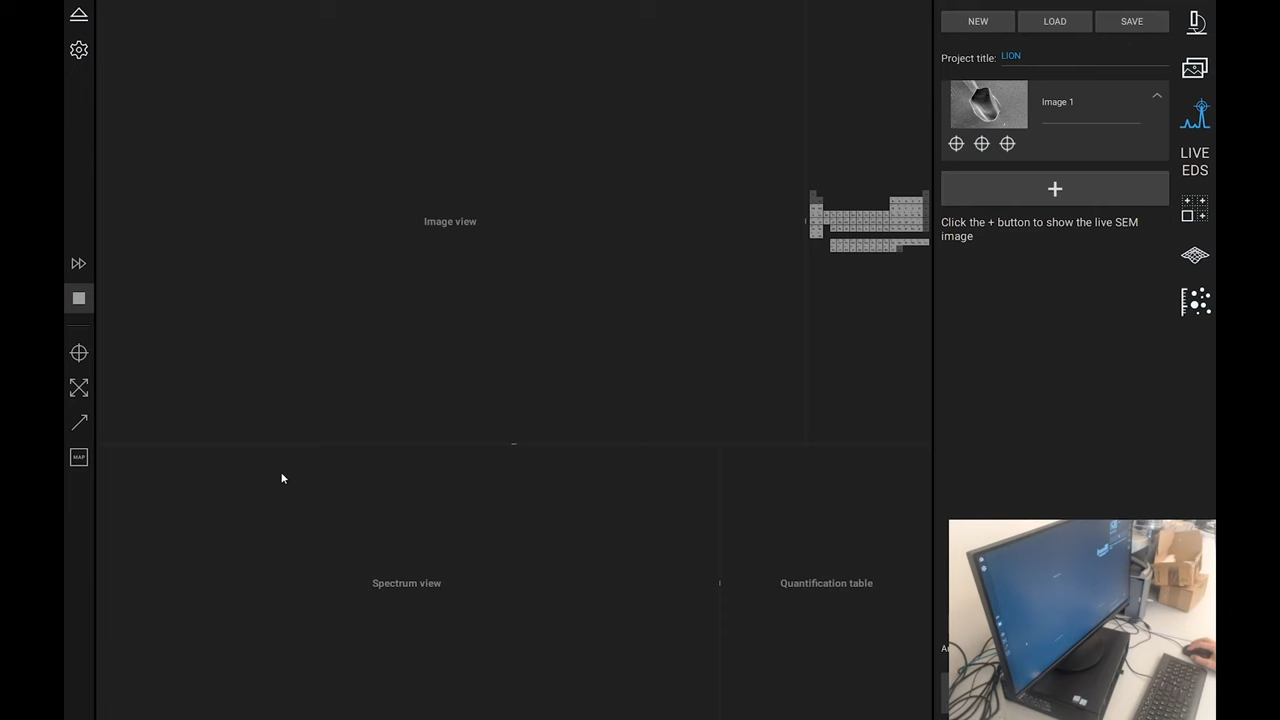 NEW
LOAD
SAVE
Project title: LION
Image 1
LIVE
EDS
+
Click the + button to show the live SEM
image
Image view
MAP
Spectrum view
Quantification table